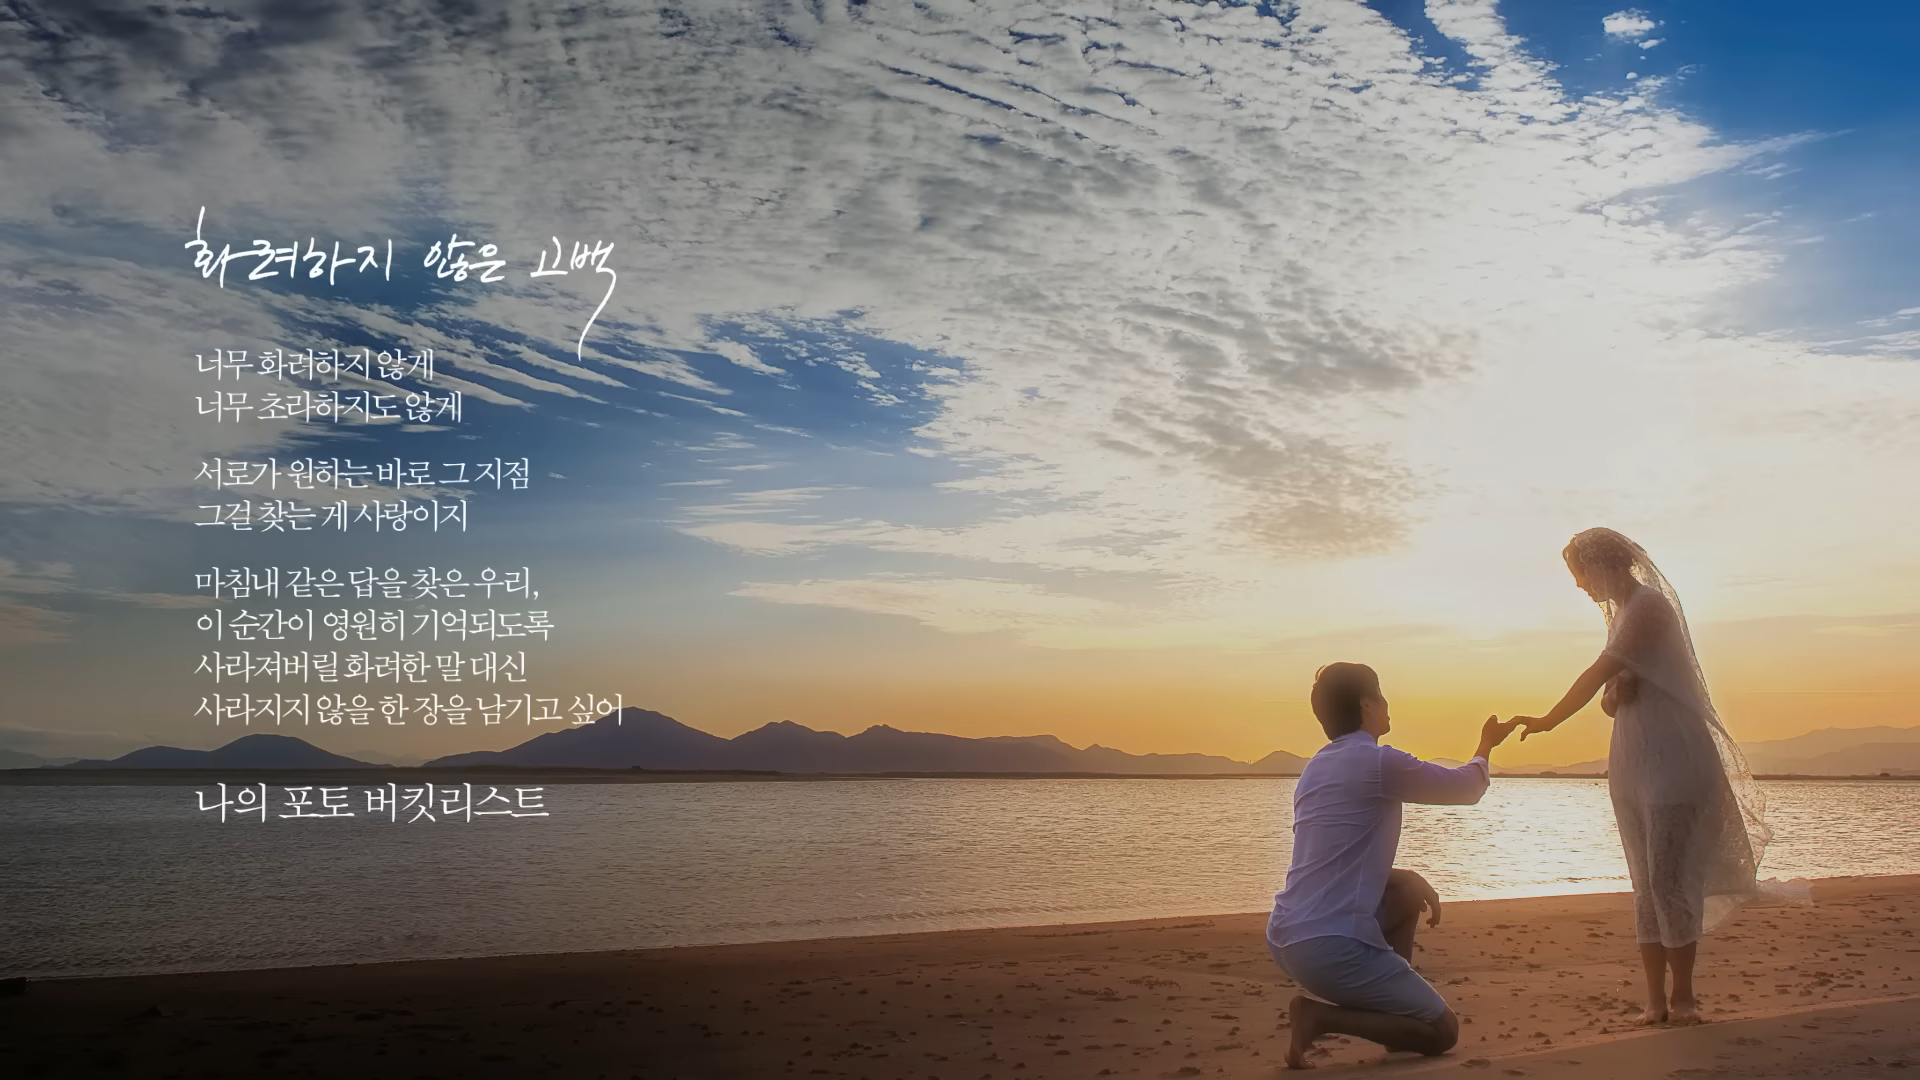 화려하지 않은 고백
너무 화려하지 않게
너무 초라하지도 않게
서로가 원하는 바로 그 지점
그걸 찾는 게 사랑이지
마침내 같은 답을 찾은 우리,
이 순간이 영원히 기억되도록
사라져버릴 화려한 말 대신
사라지지 않을 한 장을 남기고 싶어
나의 포토 버킷리스트